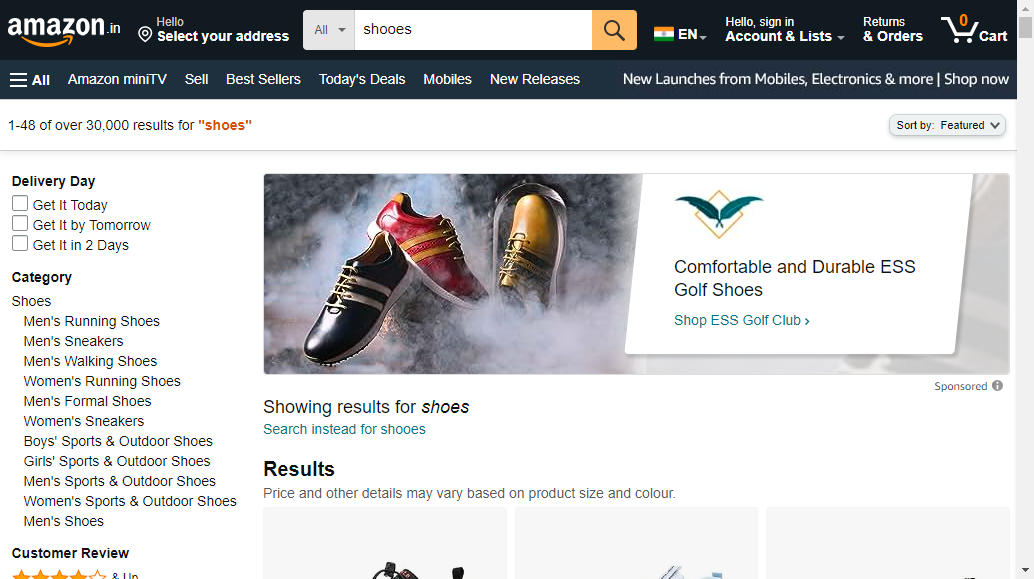 amazon.in
Hello
Select your address
All
shooes
EN
Hello, sign in
Account & Lists
Returns
& Orders
0
Cart
All
Amazon miniTV
Sell
Best Sellers
Today's Deals
Mobiles
New Releases
New Launches from Mobiles, Electronics & more | Shop now
1-48 of over 30,000 results for "shoes"
Sort by: Featured
Delivery Day
Get It Today
Get It by Tomorrow
Get It in 2 Days
Category
Shoes
Men's Running Shoes
Men's Sneakers
Men's Walking Shoes
Women's Running Shoes
Men's Formal Shoes
Women's Sneakers
Boys' Sports & Outdoor Shoes
Girls' Sports & Outdoor Shoes
Men's Sports & Outdoor Shoes
Women's Sports & Outdoor Shoes
Men's Shoes
Customer Review
& Up
Comfortable and Durable ESS
Golf Shoes
Shop ESS Golf Club ›
Sponsored
Showing results for shoes
Search instead for shooes
Results
Price and other details may vary based on product size and colour.